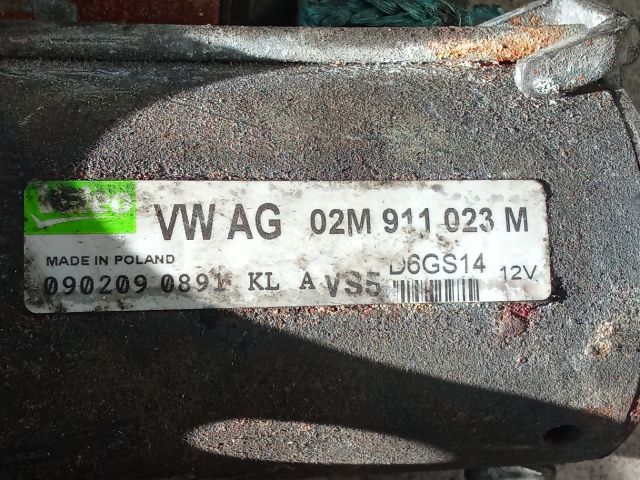 VW AG 02M 911 023 M
MADE IN POLAND
D6GS14 12V
090209 0891 KL A VS5